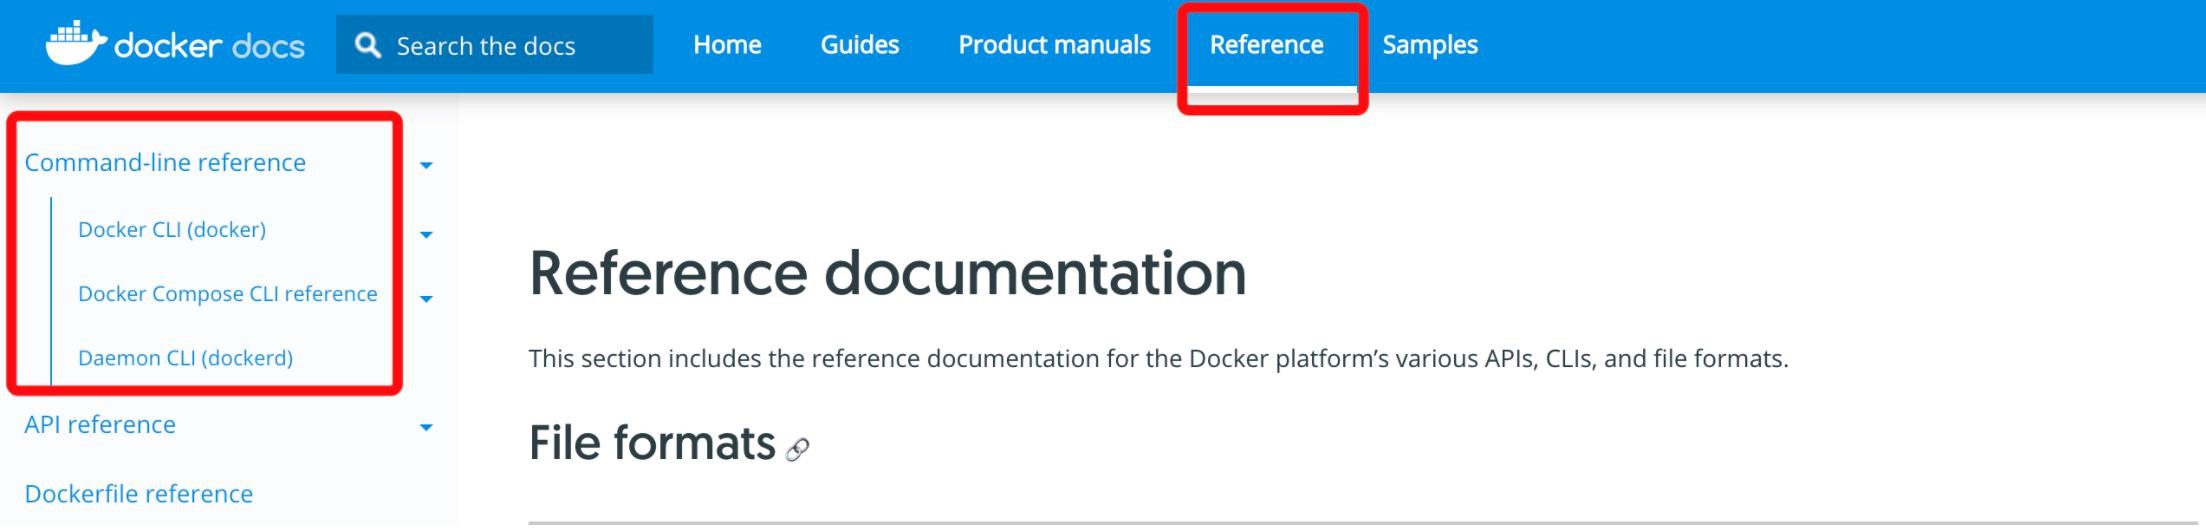 docker docs
Search the docs
Home
Guides
Product manuals
Reference
Samples
Command-line reference
Docker CLI (docker)
Docker Compose CLI reference
Daemon CLI (dockerd)
API reference
Dockerfile reference
Reference documentation
This section includes the reference documentation for the Docker platform’s various APIs, CLIs, and file formats.
File formats